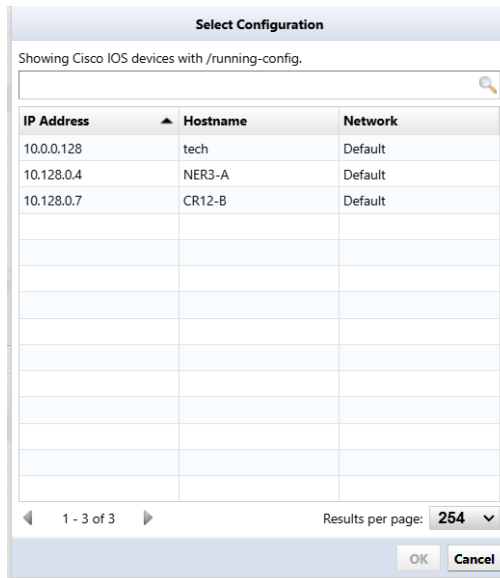 Select Configuration
Showing Cisco IOS devices with /running-config.
IP Address Hostname Network
10.0.0.128 tech Default
10.128.0.4 NER3-A Default
10.128.0.7 CR12-B Default
1 - 3 of 3 Results per page: 254
OK Cancel